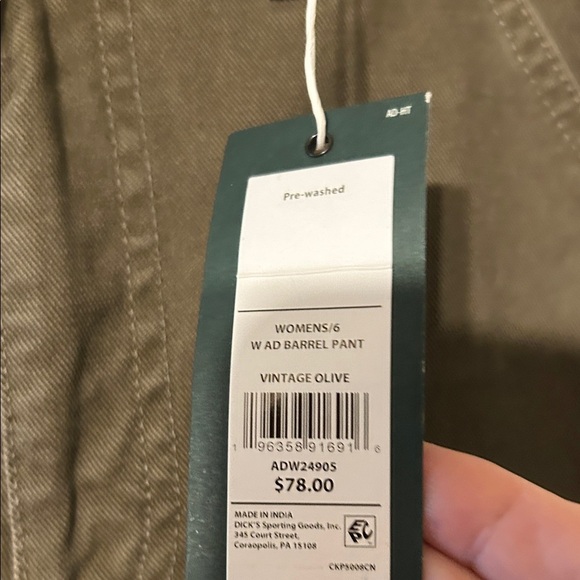 AD-HT
Pre-washed
WOMENS/6
W AD BARREL PANT
VINTAGE OLIVE
1 96358 91691 6
ADW24905
$78.00
MADE IN INDIA
DICK'S Sporting Goods, Inc.
345 Court Street,
Coraopolis, PA 15108
CKP5008CN